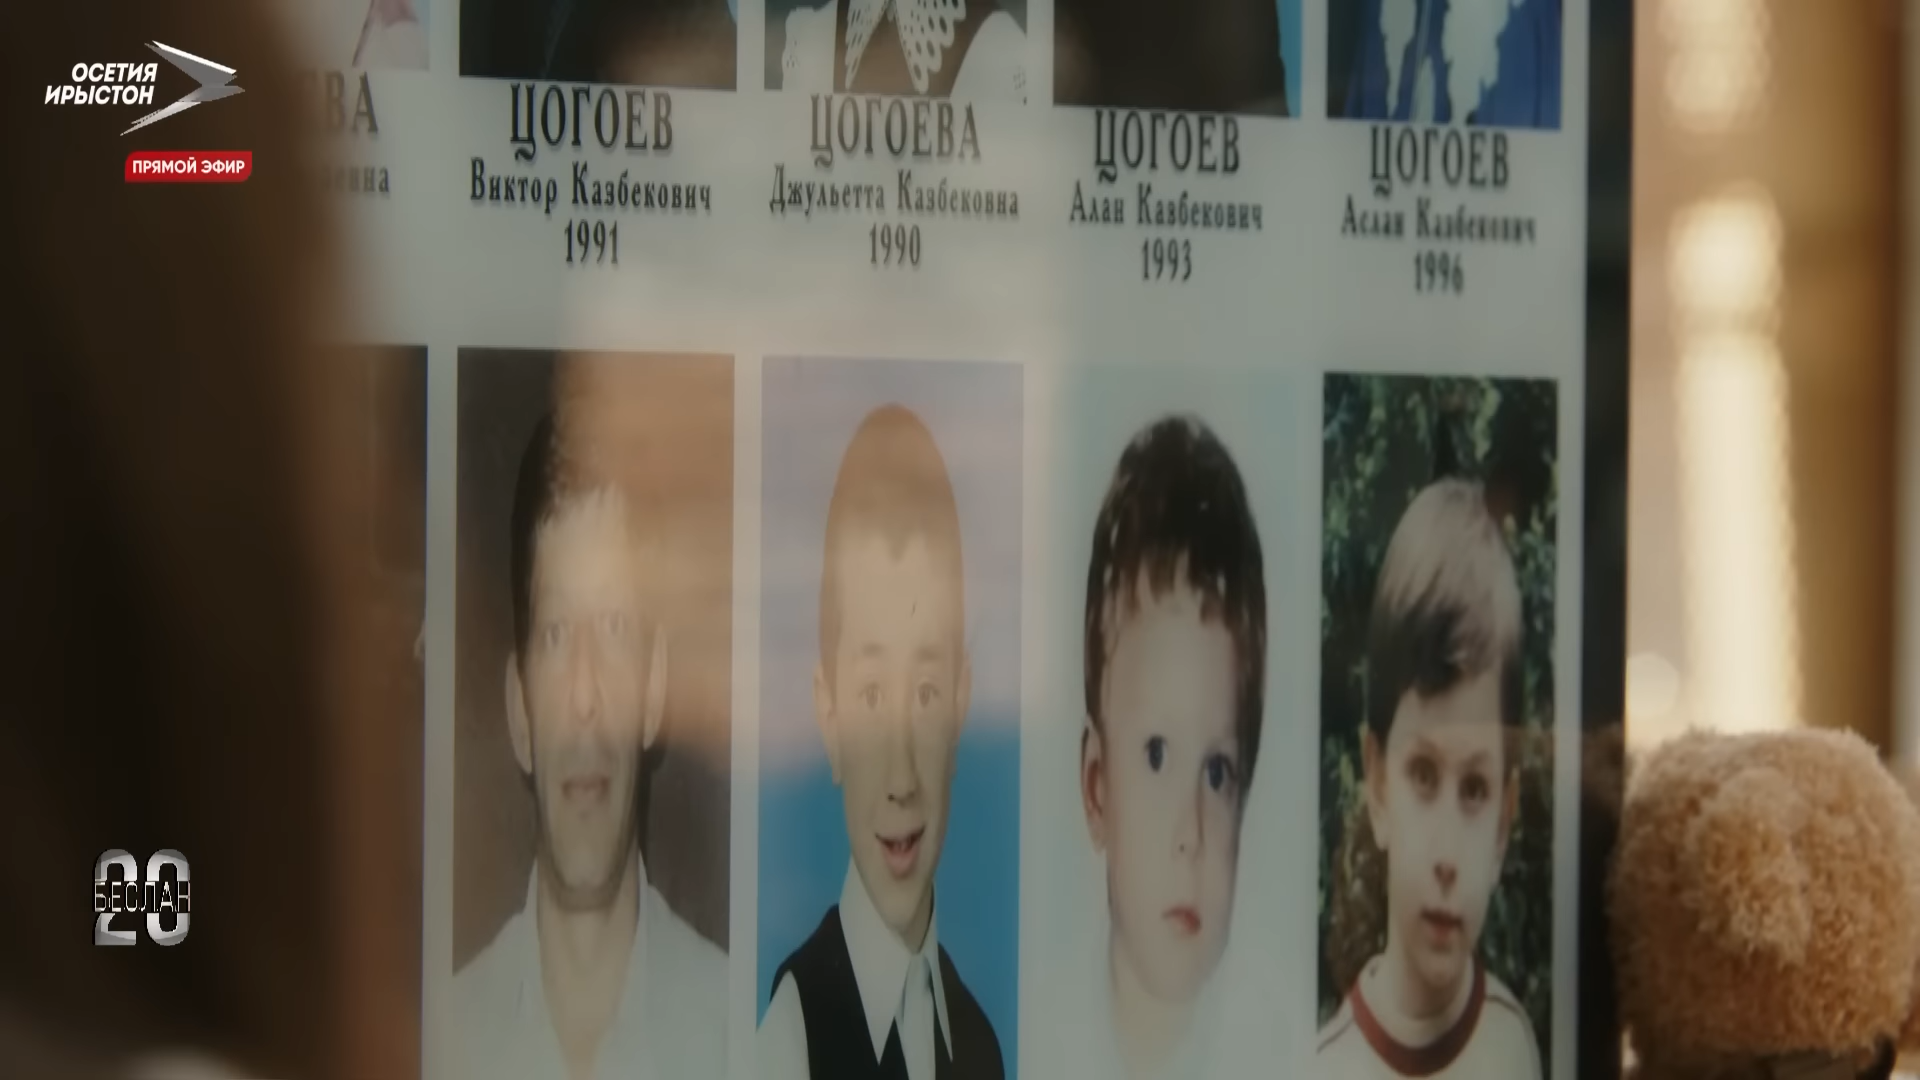 ОСЕТИЯ
ИРЫСТОН
ПРЯМОЙ ЭФИР
ЦОГОЕВ
Виктор Казбекович
1991
ЦОГОЕВА
Джульетта Казбековна
1990
ЦОГОЕВ
Алан Казбекович
1993
ЦОГОЕВ
Аслан Казбекович
1996
20
БЕСЛАН